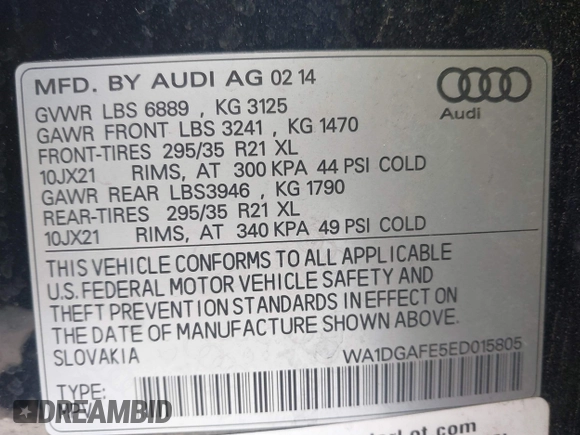 MFD. BY AUDI AG 02 14
GVWR LBS 6889 , KG 3125
GAWR FRONT LBS 3241 , KG 1470
FRONT-TIRES 295/35 R21 XL
10JX21 RIMS, AT 300 KPA 44 PSI COLD
GAWR REAR LBS3946 , KG 1790
REAR-TIRES 295/35 R21 XL
10JX21 RIMS, AT 340 KPA 49 PSI COLD
Audi
THIS VEHICLE CONFORMS TO ALL APPLICABLE
U.S. FEDERAL MOTOR VEHICLE SAFETY AND
THEFT PREVENTION STANDARDS IN EFFECT ON
THE DATE OF MANUFACTURE SHOWN ABOVE
SLOVAKIA WA1DGAFE5ED015805
TYPE:
DREAMBID
.com